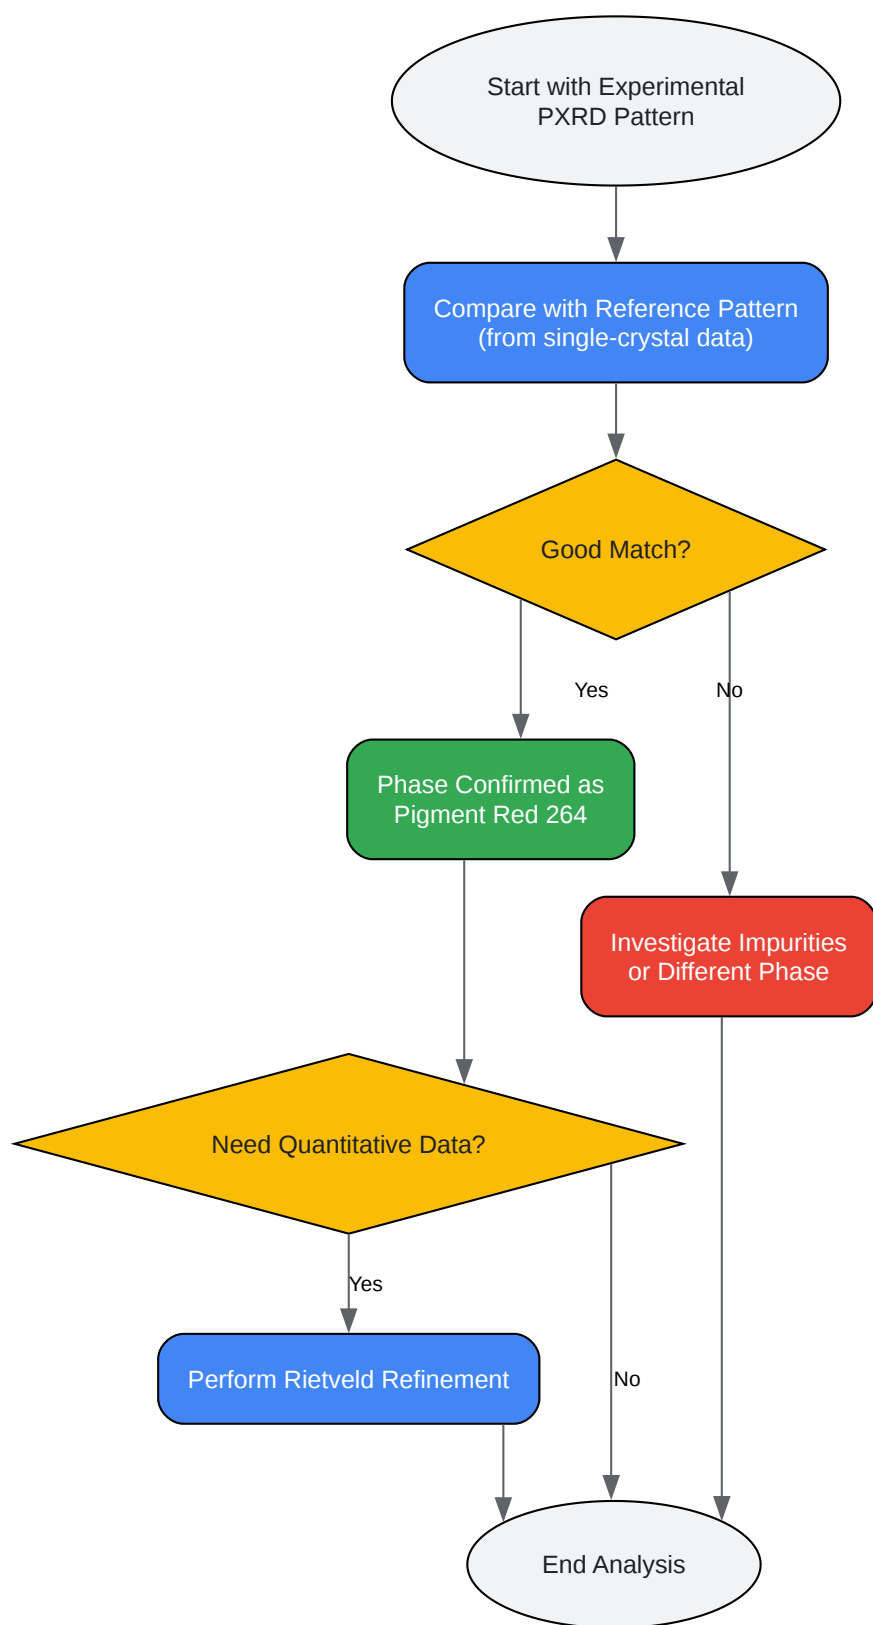 Start with Experimental
PXRD Pattern
Compare with Reference Pattern
(from single-crystal data)
Good Match?
Yes
No
Phase Confirmed as
Pigment Red 264
Investigate Impurities
or Different Phase
Need Quantitative Data?
Yes
Perform Rietveld Refinement
No
End Analysis